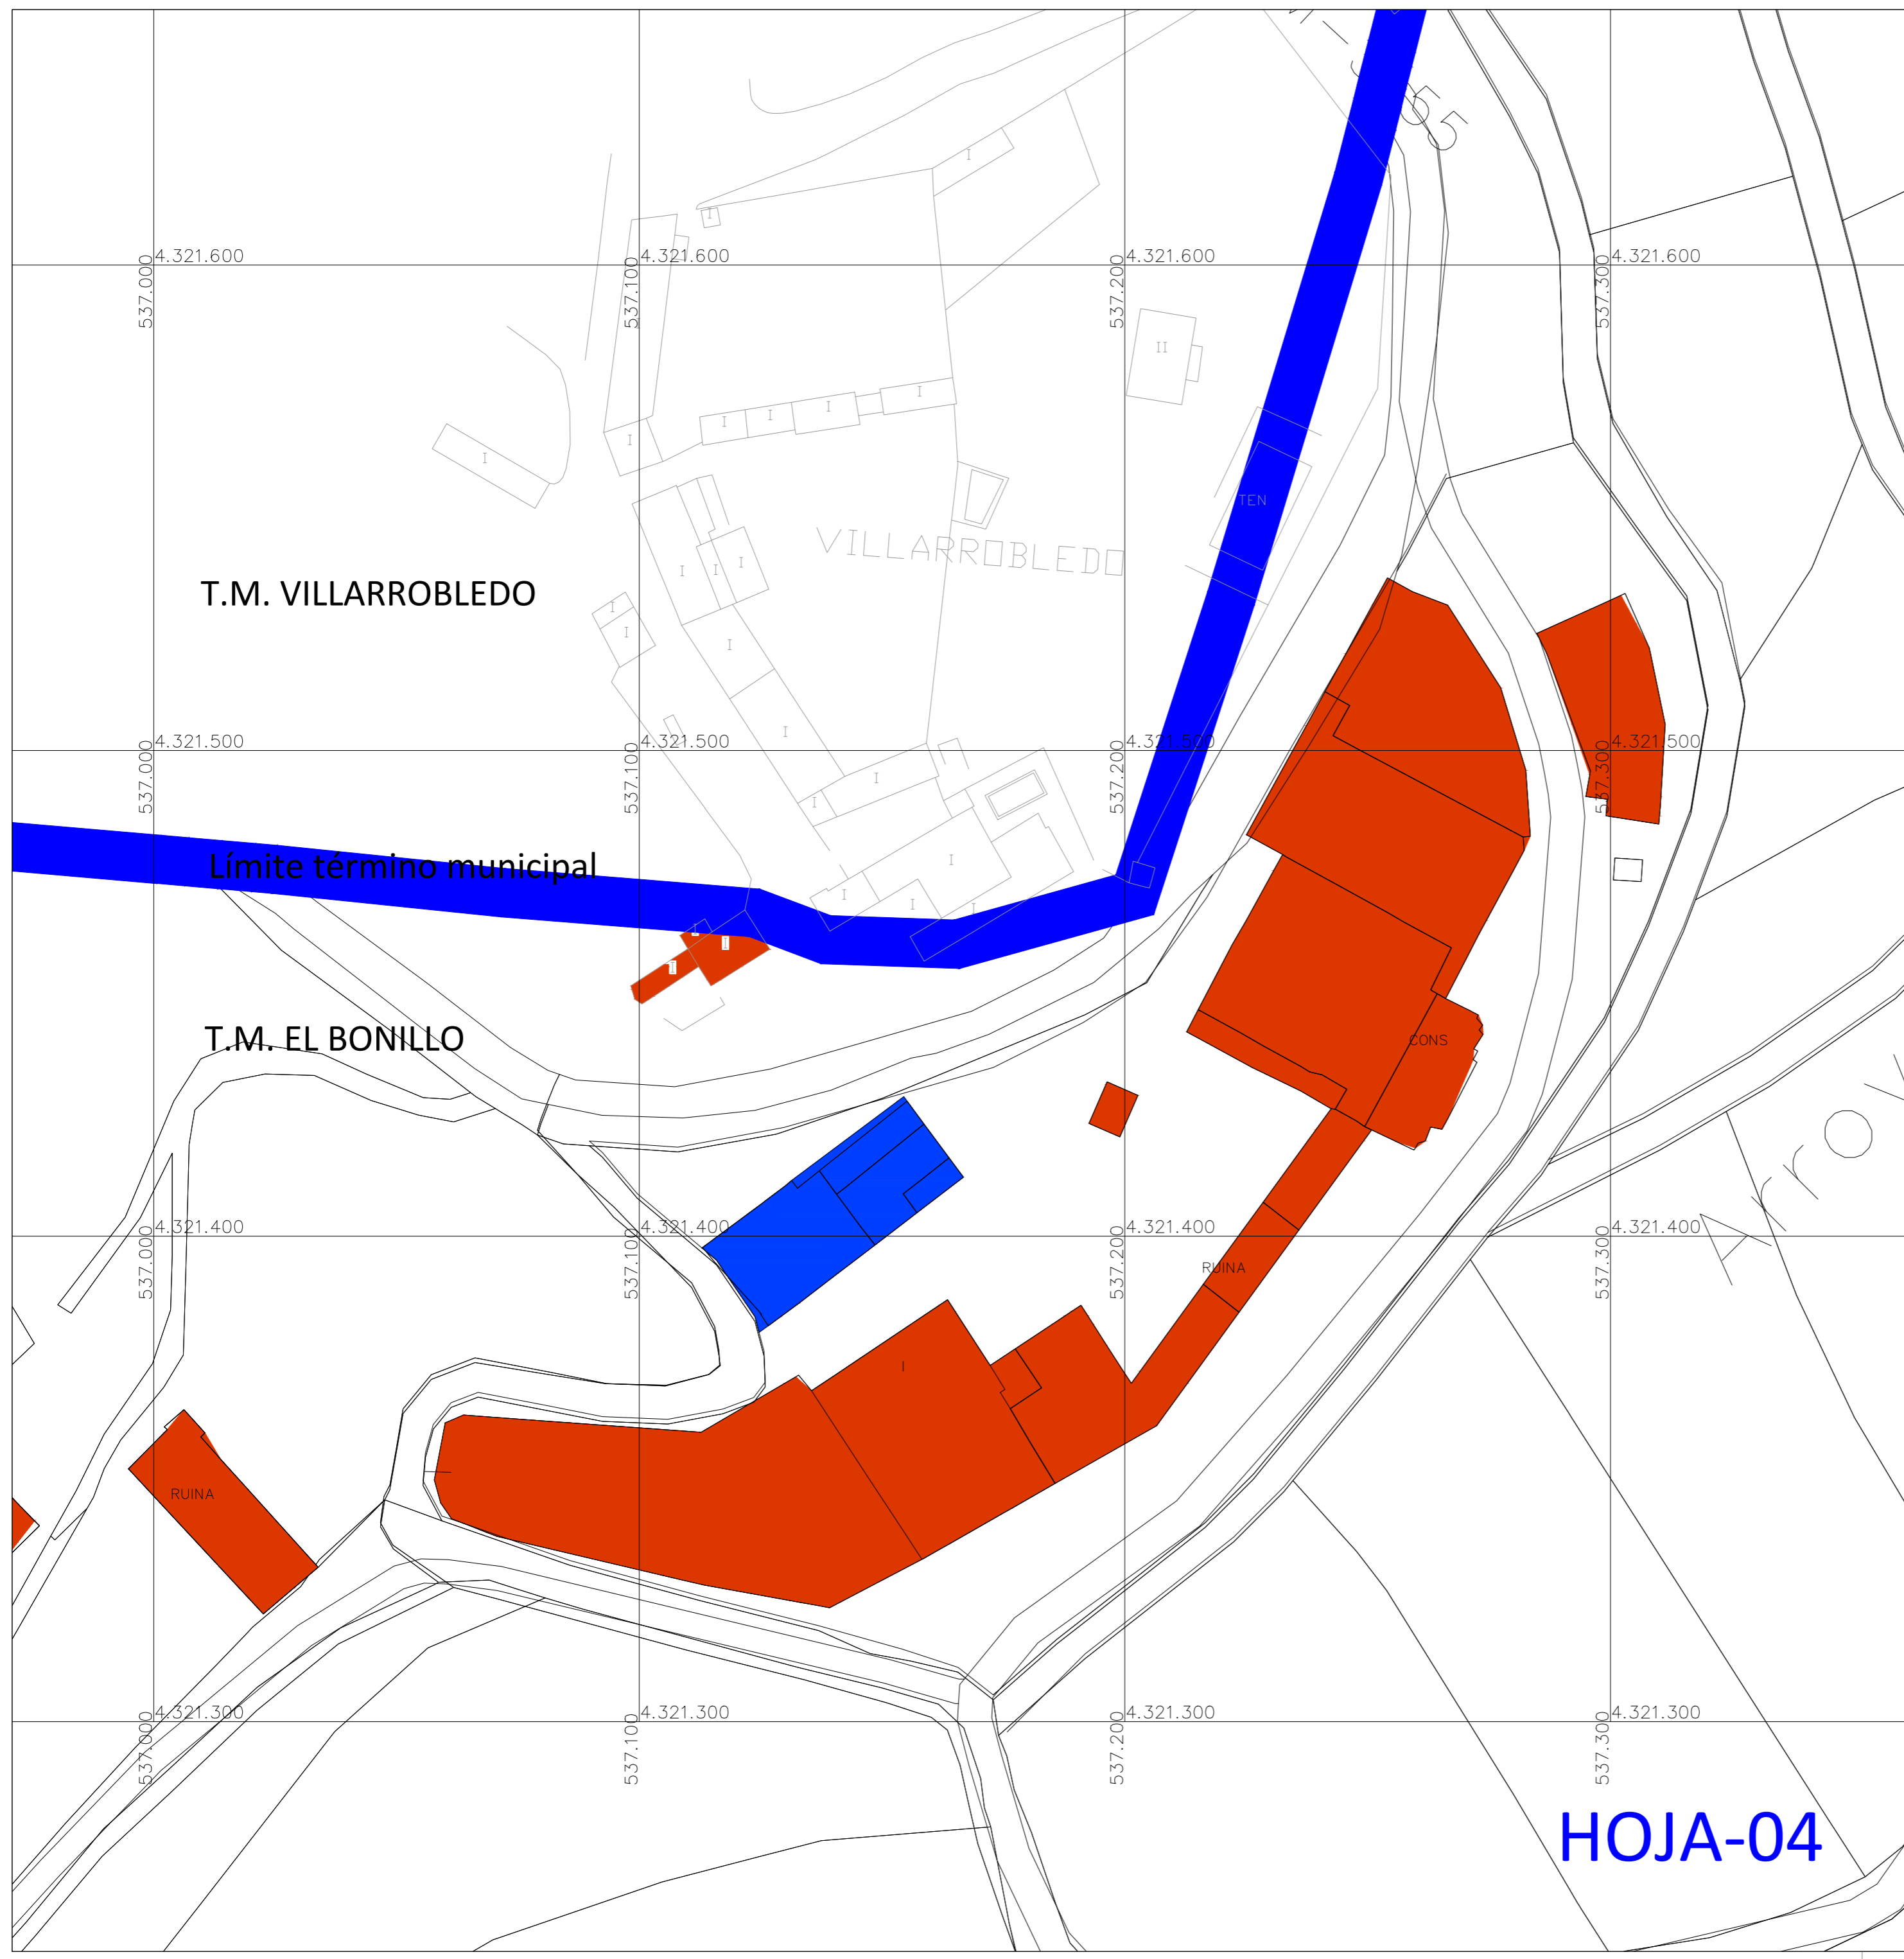 55
4.321.600
4.321.600
4.321.600
4.321.600
537.000
537.100
537.200
537.300
I
I
II
I
I
I
I
I
I
TEN
VILLARROBLEDO
I
I
I
I
I
T.M. VILLARROBLEDO
I
I
4.321.500
4.321.500
4.321.500
4.321.500
537.000
537.100
537.200
537.300
I
I
I
Límite término municipal
I
I
I
I
I
I
I
T.M. EL BONILLO
CONS
4.321.400
4.321.400
4.321.400
4.321.400
537.000
537.100
537.200
537.300
Arroy
RUINA
I
RUINA
4.321.300
4.321.300
4.321.300
4.321.300
537.000
537.100
537.200
537.300
HOJA-04